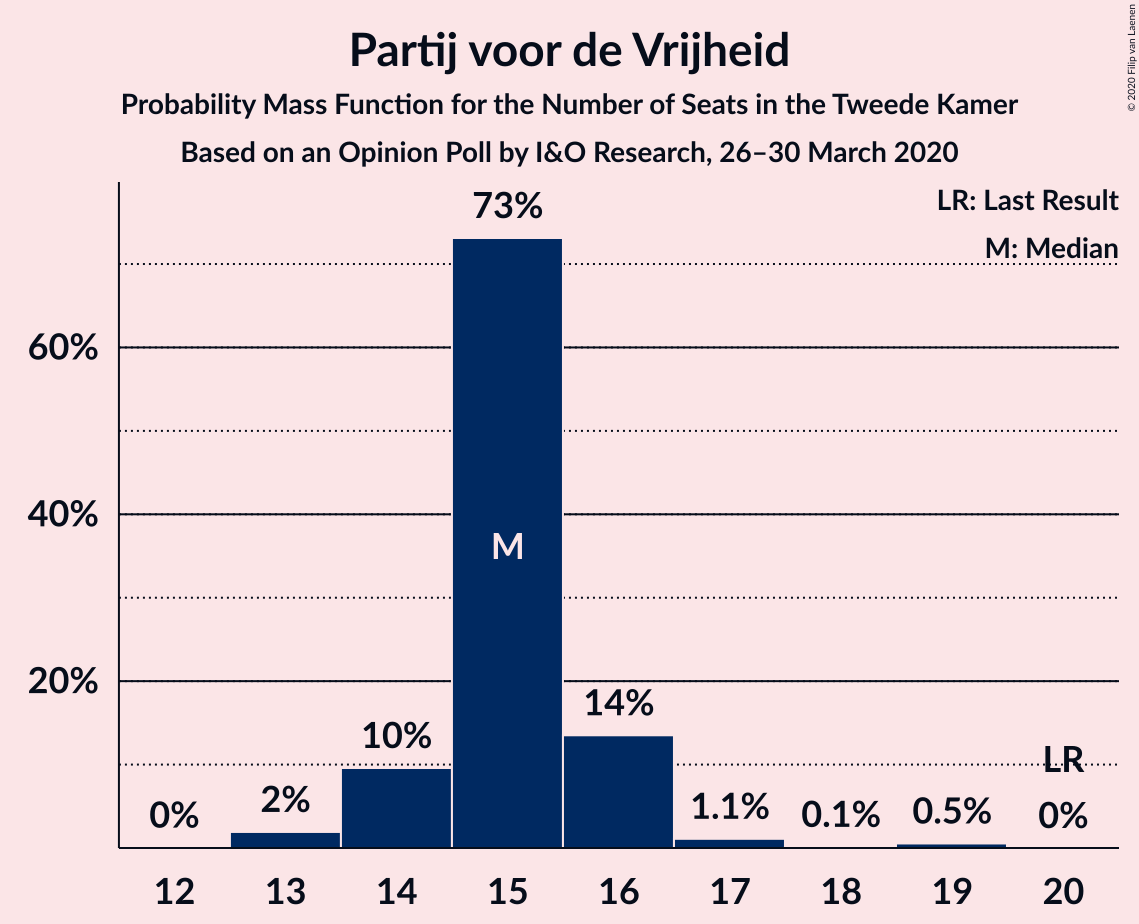 Partij voor de Vrijheid
Probability Mass Function for the Number of Seats in the Tweede Kamer
Based on an Opinion Poll by I&O Research, 26–30 March 2020
© 2020 Filip van Laenen
LR: Last Result
M: Median
73%
60%
40%
M
20%
14%
10%
LR
2%
1.1%
0.5%
0%
0.1%
0%
12 13 14 15 16 17 18 19 20